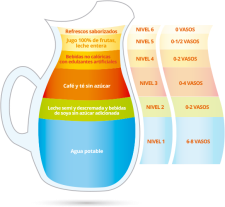 Refrescos saborizados
NIVEL 6
0 VASOS
Jugo 100% de frutas,
leche entera
NIVEL 5
0-1/2 VASOS
Bebidas no calóricas
con edulcorantes artificiales
NIVEL 4
0-2 VASOS
Café y té sin azúcar
NIVEL 3
0-4 VASOS
Leche semi y descremada y bebidas
de soya sin azúcar adicionada
NIVEL 2
0-2 VASOS
Agua potable
NIVEL 1
6-8 VASOS